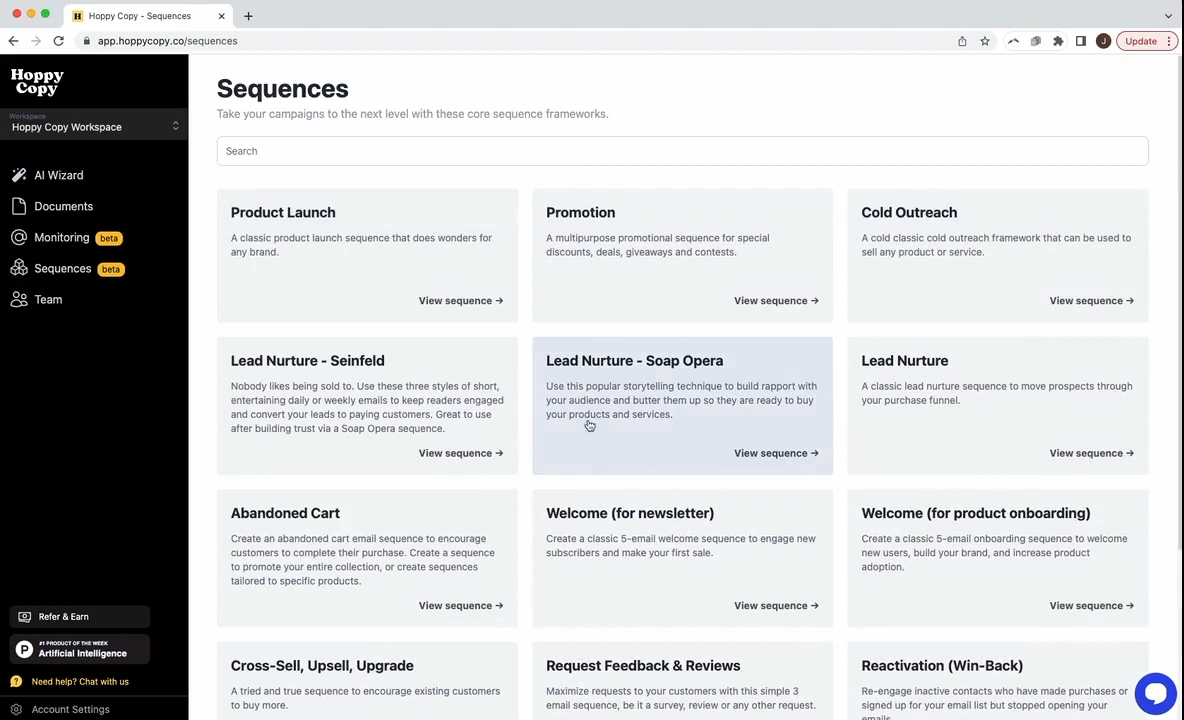 Hoppy Copy - Sequences
app.hoppycopy.co/sequences
J
Update
Hoppy
Copy
Workspace
Hoppy Copy Workspace
AI Wizard
Documents
Monitoring beta
Sequences beta
Team
Refer & Earn
P
#1 PRODUCT OF THE WEEK
Artificial Intelligence
Need help? Chat with us
Account Settings
Sequences
Take your campaigns to the next level with these core sequence frameworks.
Search
Product Launch
A classic product launch sequence that does wonders for
any brand.
View sequence →
Promotion
A multipurpose promotional sequence for special
discounts, deals, giveaways and contests.
View sequence →
Cold Outreach
A cold classic cold outreach framework that can be used to
sell any product or service.
View sequence →
Lead Nurture - Seinfeld
Nobody likes being sold to. Use these three styles of short,
entertaining daily or weekly emails to keep readers engaged
and convert your leads to paying customers. Great to use
after building trust via a Soap Opera sequence.
View sequence →
Lead Nurture - Soap Opera
Use this popular storytelling technique to build rapport with
your audience and butter them up so they are ready to buy
your products and services.
View sequence →
Lead Nurture
A classic lead nurture sequence to move prospects through
your purchase funnel.
View sequence →
Abandoned Cart
Create an abandoned cart email sequence to encourage
customers to complete their purchase. Create a sequence
to promote your entire collection, or create sequences
tailored to specific products.
View sequence →
Welcome (for newsletter)
Create a classic 5-email welcome sequence to engage new
subscribers and make your first sale.
View sequence →
Welcome (for product onboarding)
Create a classic 5-email onboarding sequence to welcome
new users, build your brand, and increase product
adoption.
View sequence →
Cross-Sell, Upsell, Upgrade
A tried and true sequence to encourage existing customers
to buy more.
Request Feedback & Reviews
Maximize requests to your customers with this simple 3
email sequence, be it a survey, review or any other request.
Reactivation (Win-Back)
Re-engage inactive contacts who have made purchases or
signed up for your email list but stopped opening your
emails.